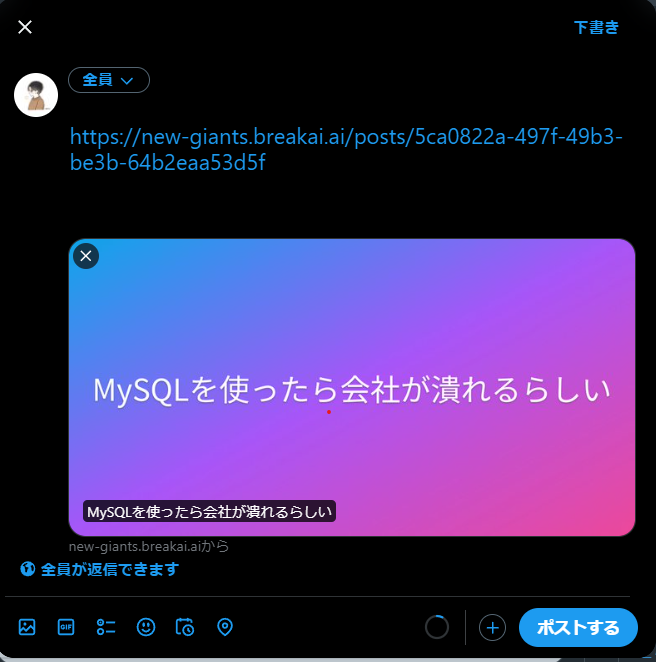 下書き
全員
https://new-giants.breakai.ai/posts/5ca0822a-497f-49b3-
be3b-64b2eaa53d5f
MySQLを使ったら会社が潰れるらしい
MySQLを使ったら会社が潰れるらしい
new-giants.breakai.aiから
全員が返信できます
GIF
ポストする